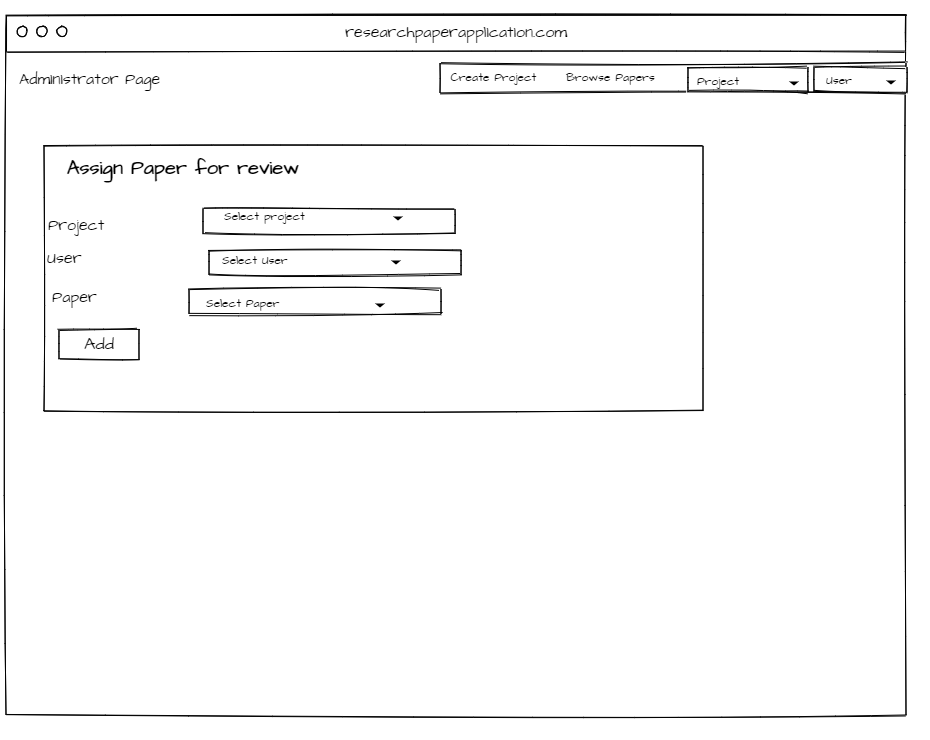 researchpaperapplication.com
Administrator Page
Create Project Browse Papers Project User
Assign Paper for review
Project Select project
User Select User
Paper Select Paper
Add